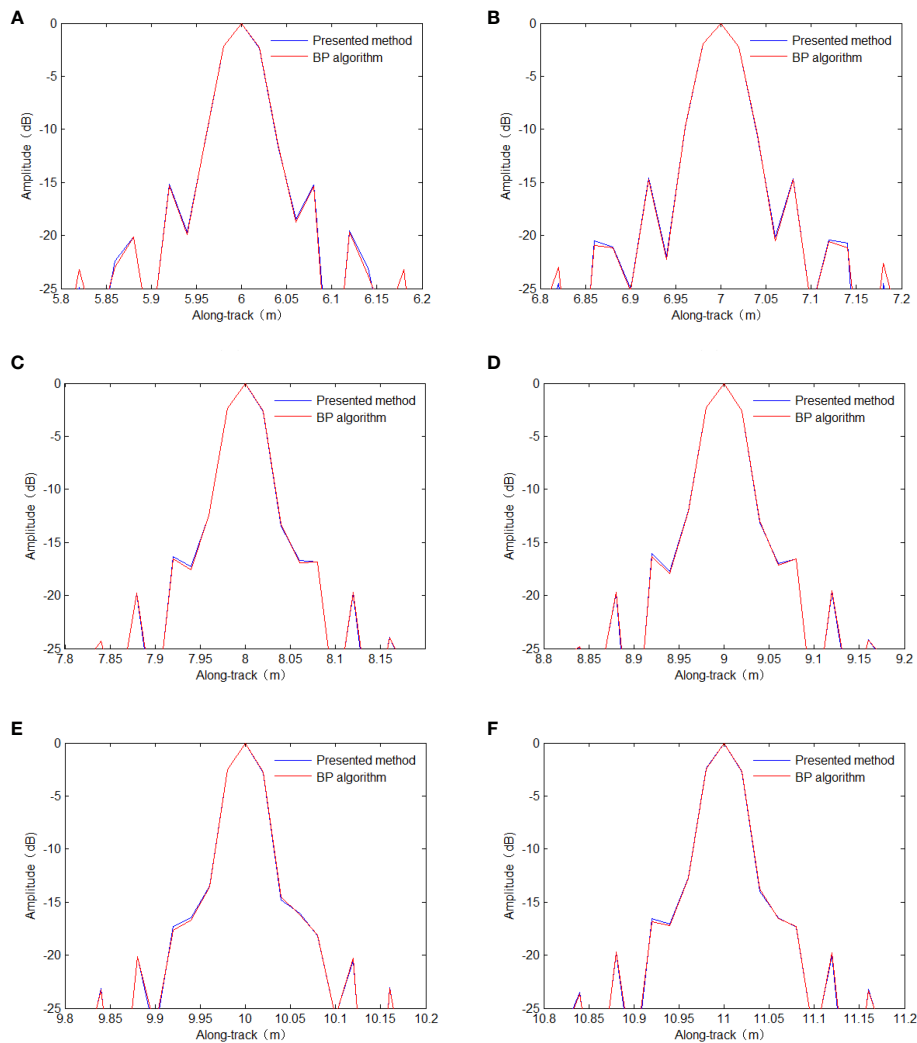 A
0
-5
-10
-15
-20
-25
Amplitude（dB）
Presented method
BP algorithm
5.8 5.85 5.9 5.95 6 6.05 6.1 6.15 6.2
Along-track（m）
B
0
-5
-10
-15
-20
-25
Amplitude（dB）
Presented method
BP algorithm
6.8 6.85 6.9 6.95 7 7.05 7.1 7.15 7.2
Along-track（m）
C
0
-5
-10
-15
-20
-25
Amplitude（dB）
Presented method
BP algorithm
7.8 7.85 7.9 7.95 8 8.05 8.1 8.15
Along-track（m）
D
0
-5
-10
-15
-20
-25
Amplitude（dB）
Presented method
BP algorithm
8.8 8.85 8.9 8.95 9 9.05 9.1 9.15 9.2
Along-track（m）
E
0
-5
-10
-15
-20
-25
Amplitude（dB）
Presented method
BP algorithm
9.8 9.85 9.9 9.95 10 10.05 10.1 10.15 10.2
Along-track（m）
F
0
-5
-10
-15
-20
-25
Amplitude（dB）
Presented method
BP algorithm
10.8 10.85 10.9 10.95 11 11.05 11.1 11.15 11.2
Along-track（m）